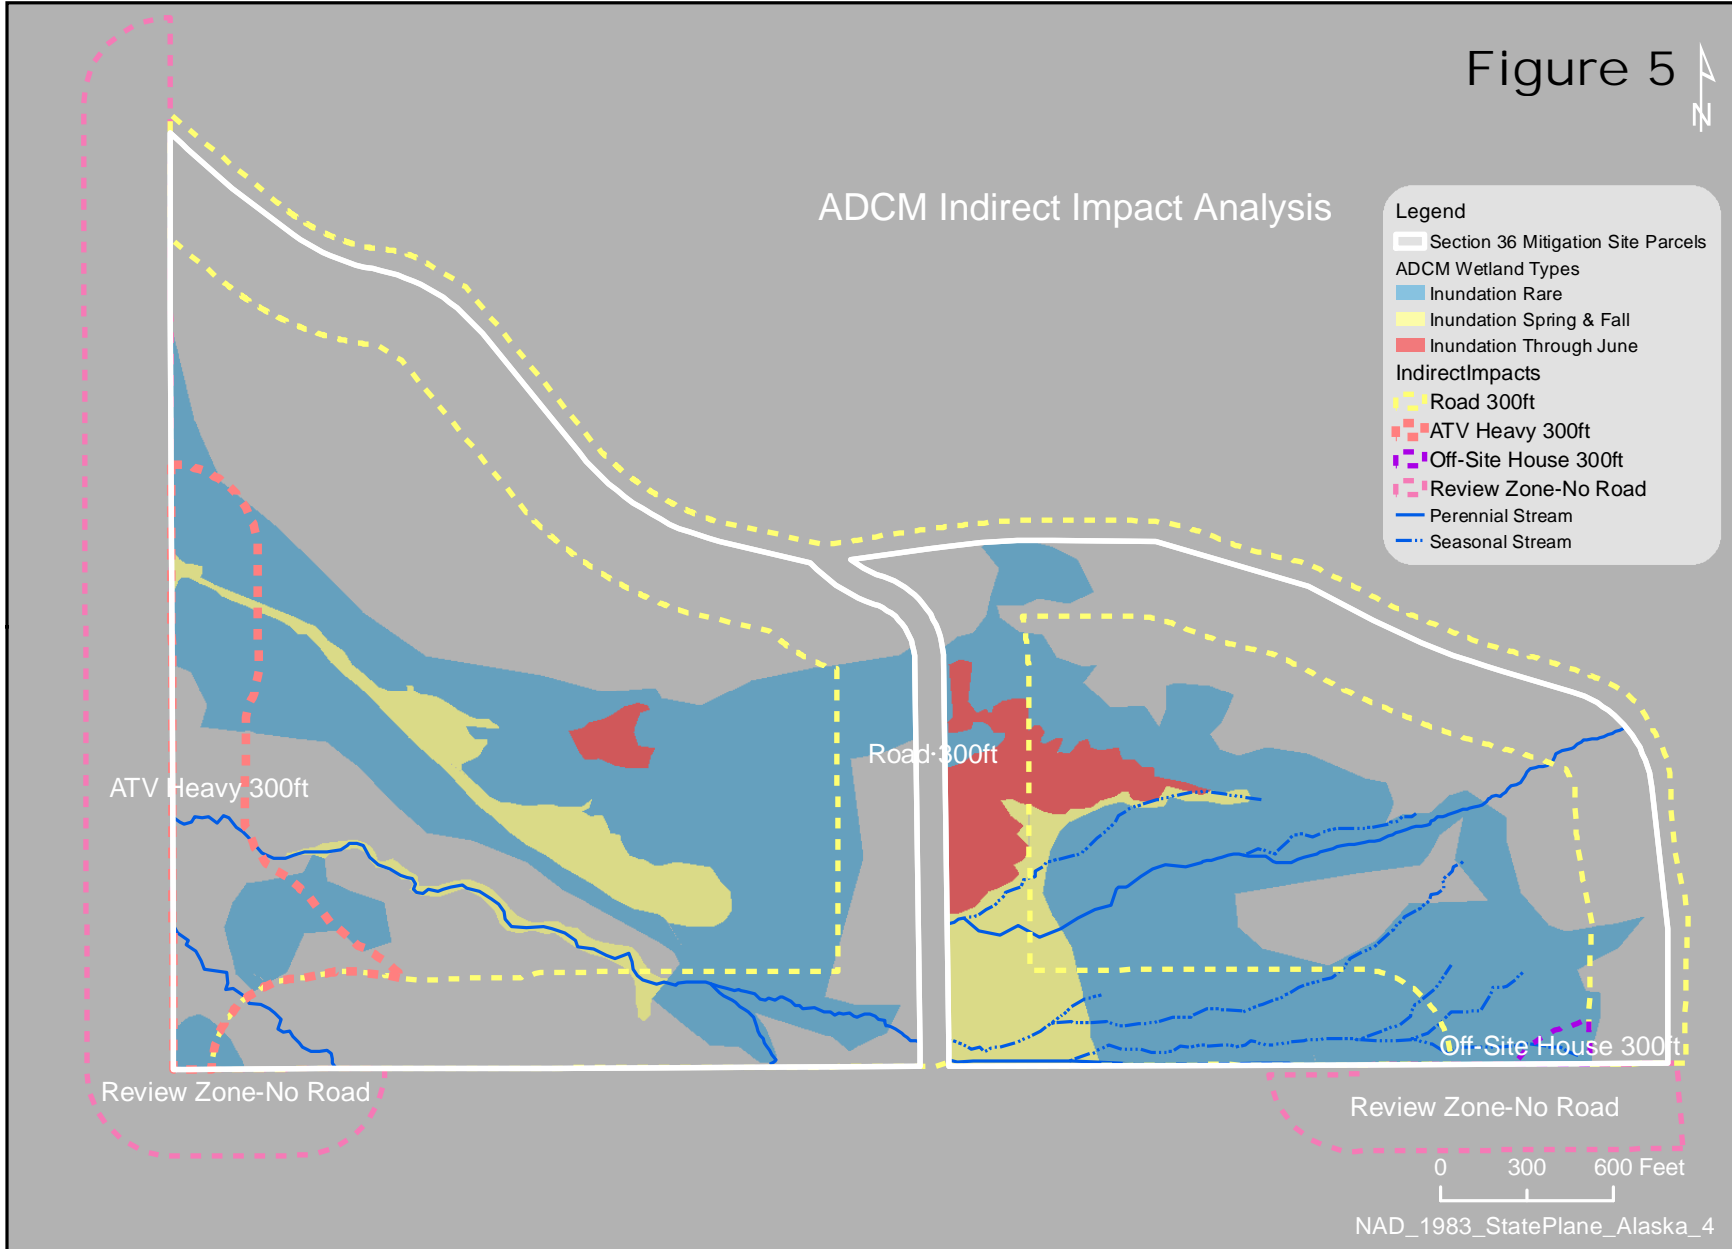 Figure 5
N
ADCM Indirect Impact Analysis
Legend
Section 36 Mitigation Site Parcels
ADCM Wetland Types
Inundation Rare
Inundation Spring & Fall
Inundation Through June
IndirectImpacts
Road 300ft
ATV Heavy 300ft
Off-Site House 300ft
Review Zone-No Road
Perennial Stream
Seasonal Stream
Road 300ft
ATV Heavy 300ft
Off-Site House 300ft
Review Zone-No Road
Review Zone-No Road
0 300 600 Feet
NAD_1983_StatePlane_Alaska_4